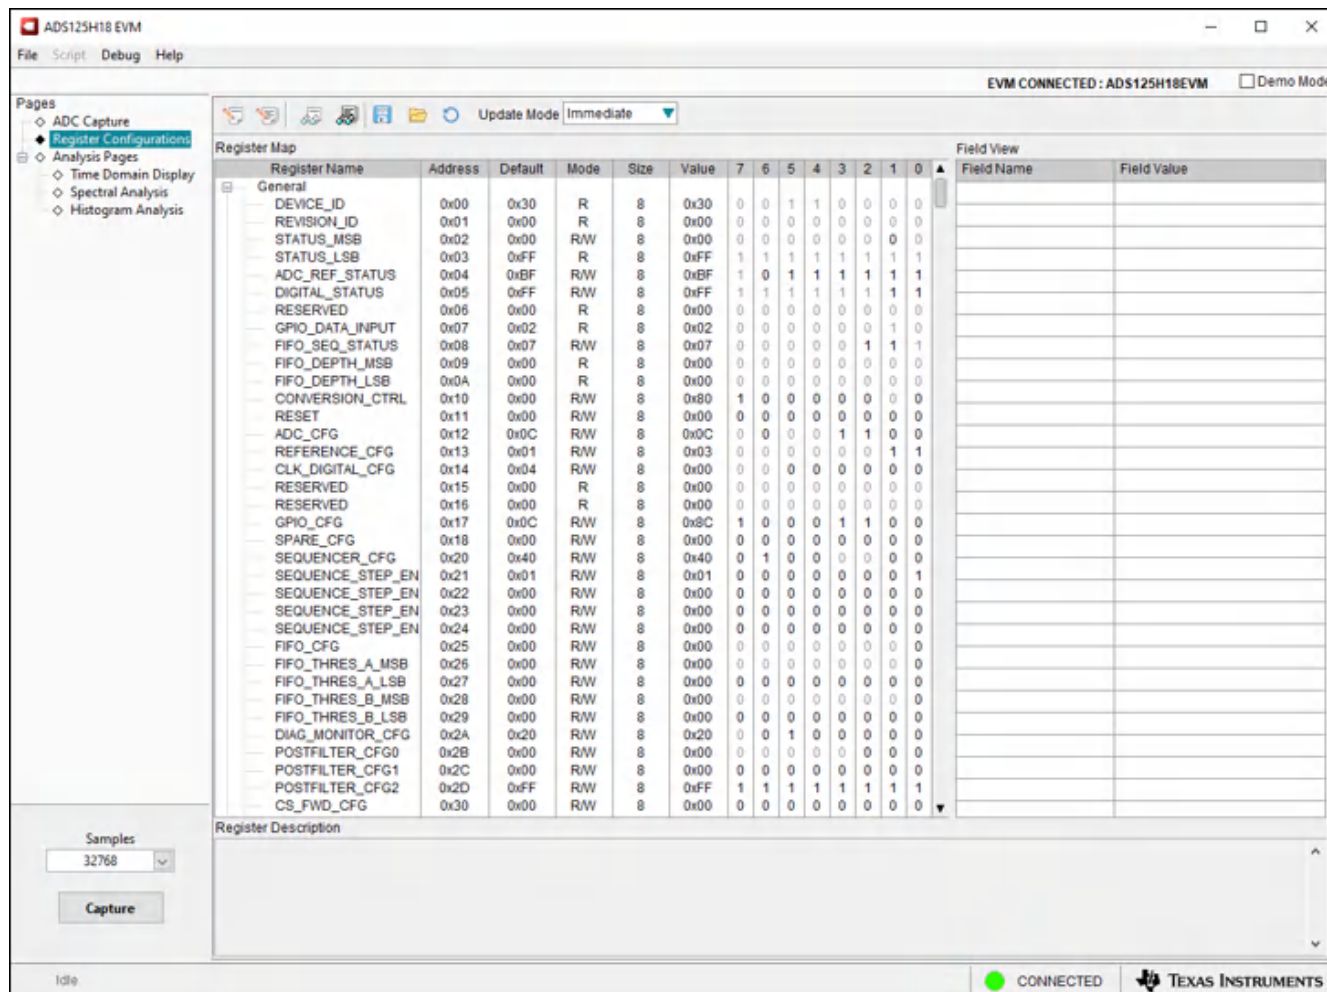 ADS125H18 EVM
File Script Debug Help
EVM CONNECTED : ADS125H18EVM Demo Mode
Pages
ADC Capture
Register Configurations
Analysis Pages
Time Domain Display
Spectral Analysis
Histogram Analysis
Update Mode Immediate
Register Map Field View
Register Name Address Default Mode Size Value 7 6 5 4 3 2 1 0 Field Name Field Value
General
DEVICE_ID 0x00 0x30 R 8 0x30 0 0 1 1 0 0 0 0
REVISION_ID 0x01 0x00 R 8 0x00 0 0 0 0 0 0 0 0
STATUS_MSB 0x02 0x00 R/W 8 0x00 0 0 0 0 0 0 0 0
STATUS_LSB 0x03 0xFF R 8 0xFF 1 1 1 1 1 1 1 1
ADC_REF_STATUS 0x04 0xBF R/W 8 0xBF 1 0 1 1 1 1 1 1
DIGITAL_STATUS 0x05 0xFF R/W 8 0xFF 1 1 1 1 1 1 1 1
RESERVED 0x06 0x00 R 8 0x00 0 0 0 0 0 0 0 0
GPIO_DATA_INPUT 0x07 0x02 R 8 0x02 0 0 0 0 0 0 1 0
FIFO_SEQ_STATUS 0x08 0x07 R/W 8 0x07 0 0 0 0 0 1 1 1
FIFO_DEPTH_MSB 0x09 0x00 R 8 0x00 0 0 0 0 0 0 0 0
FIFO_DEPTH_LSB 0x0A 0x00 R 8 0x00 0 0 0 0 0 0 0 0
CONVERSION_CTRL 0x10 0x00 R/W 8 0x80 1 0 0 0 0 0 0 0
RESET 0x11 0x00 R/W 8 0x00 0 0 0 0 0 0 0 0
ADC_CFG 0x12 0x0C R/W 8 0x0C 0 0 0 0 1 1 0 0
REFERENCE_CFG 0x13 0x01 R/W 8 0x03 0 0 0 0 0 0 1 1
CLK_DIGITAL_CFG 0x14 0x04 R/W 8 0x00 0 0 0 0 0 0 0 0
RESERVED 0x15 0x00 R 8 0x00 0 0 0 0 0 0 0 0
RESERVED 0x16 0x00 R 8 0x00 0 0 0 0 0 0 0 0
GPIO_CFG 0x17 0x0C R/W 8 0x8C 1 0 0 0 1 1 0 0
SPARE_CFG 0x18 0x00 R/W 8 0x00 0 0 0 0 0 0 0 0
SEQUENCER_CFG 0x20 0x40 R/W 8 0x40 0 1 0 0 0 0 0 0
SEQUENCE_STEP_EN 0x21 0x01 R/W 8 0x01 0 0 0 0 0 0 0 1
SEQUENCE_STEP_EN 0x22 0x00 R/W 8 0x00 0 0 0 0 0 0 0 0
SEQUENCE_STEP_EN 0x23 0x00 R/W 8 0x00 0 0 0 0 0 0 0 0
SEQUENCE_STEP_EN 0x24 0x00 R/W 8 0x00 0 0 0 0 0 0 0 0
FIFO_CFG 0x25 0x00 R/W 8 0x00 0 0 0 0 0 0 0 0
FIFO_THRES_A_MSB 0x26 0x00 R/W 8 0x00 0 0 0 0 0 0 0 0
FIFO_THRES_A_LSB 0x27 0x00 R/W 8 0x00 0 0 0 0 0 0 0 0
FIFO_THRES_B_MSB 0x28 0x00 R/W 8 0x00 0 0 0 0 0 0 0 0
FIFO_THRES_B_LSB 0x29 0x00 R/W 8 0x00 0 0 0 0 0 0 0 0
DIAG_MONITOR_CFG 0x2A 0x20 R/W 8 0x20 0 0 1 0 0 0 0 0
POSTFILTER_CFG0 0x2B 0x00 R/W 8 0x00 0 0 0 0 0 0 0 0
POSTFILTER_CFG1 0x2C 0x00 R/W 8 0x00 0 0 0 0 0 0 0 0
POSTFILTER_CFG2 0x2D 0xFF R/W 8 0xFF 1 1 1 1 1 1 1 1
CS_FWD_CFG 0x30 0x00 R/W 8 0x00 0 0 0 0 0 0 0 0
Register Description
Samples
32768
Capture
Idle CONNECTED TEXAS INSTRUMENTS